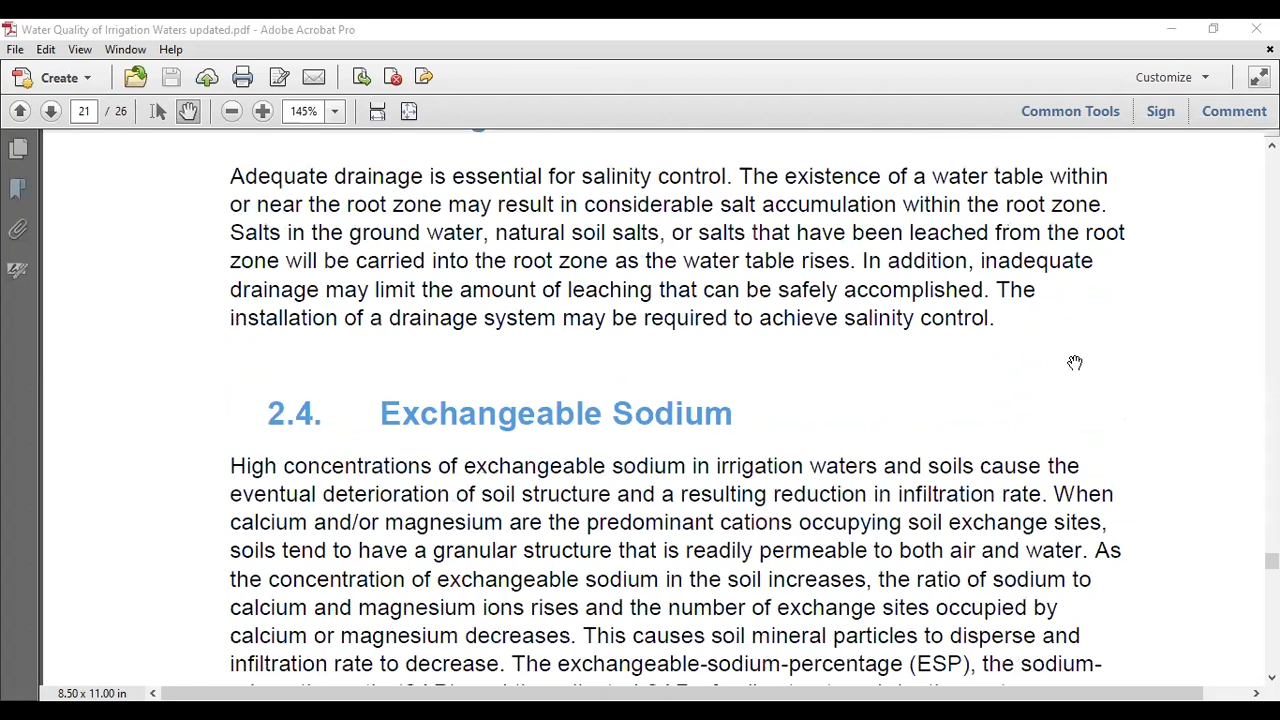 Water Quality of Irrigation Waters updated.pdf - Adobe Acrobat Pro
File Edit View Window Help
Create Customize
21 / 26 145% Common Tools Sign Comment
Adequate drainage is essential for salinity control. The existence of a water table within
or near the root zone may result in considerable salt accumulation within the root zone.
Salts in the ground water, natural soil salts, or salts that have been leached from the root
zone will be carried into the root zone as the water table rises. In addition, inadequate
drainage may limit the amount of leaching that can be safely accomplished. The
installation of a drainage system may be required to achieve salinity control.
2.4. Exchangeable Sodium
High concentrations of exchangeable sodium in irrigation waters and soils cause the
eventual deterioration of soil structure and a resulting reduction in infiltration rate. When
calcium and/or magnesium are the predominant cations occupying soil exchange sites,
soils tend to have a granular structure that is readily permeable to both air and water. As
the concentration of exchangeable sodium in the soil increases, the ratio of sodium to
calcium and magnesium ions rises and the number of exchange sites occupied by
calcium or magnesium decreases. This causes soil mineral particles to disperse and
infiltration rate to decrease. The exchangeable-sodium-percentage (ESP), the sodium-
8.50 x 11.00 in